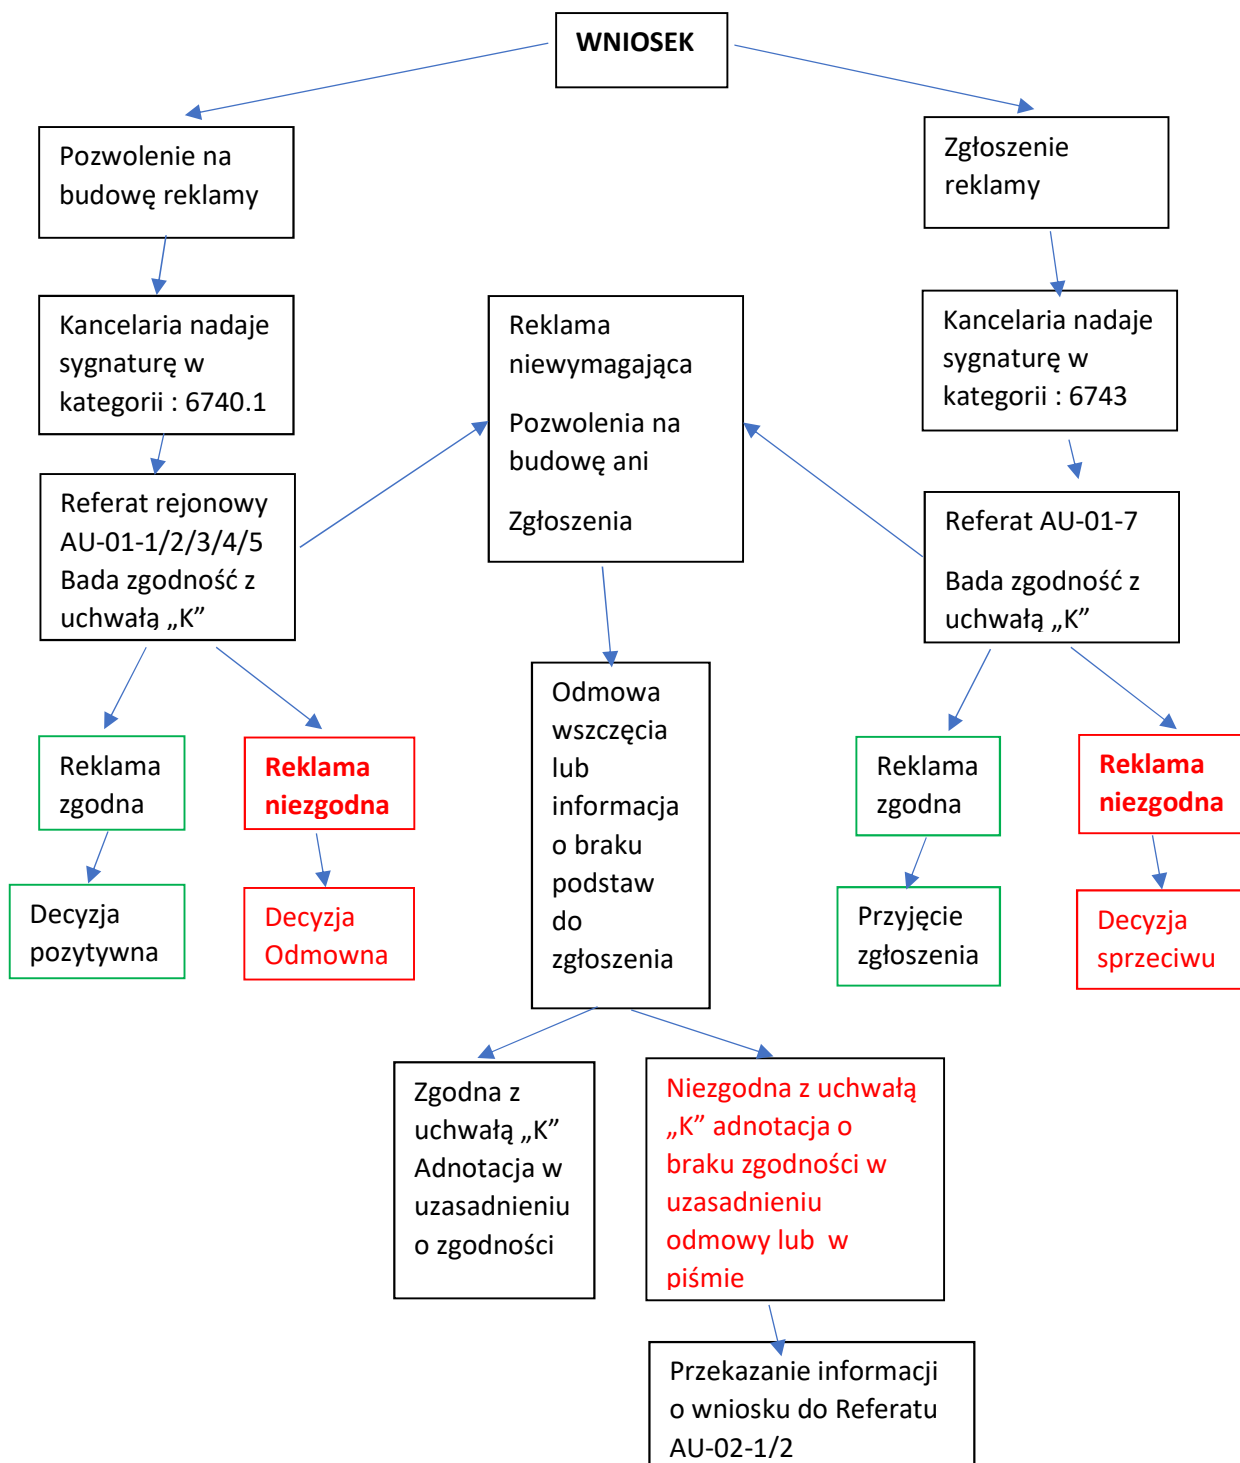 WNIOSEK
Pozwolenie na
budowę reklamy
Zgłoszenie
reklamy
Kancelaria nadaje
sygnaturę w
kategorii : 6740.1
Reklama
niewymagająca
Pozwolenia na
budowę ani
Zgłoszenia
Kancelaria nadaje
sygnaturę w
kategorii : 6743
Referat rejonowy
AU-01-1/2/3/4/5
Bada zgodność z
uchwałą „K”
Referat AU-01-7
Bada zgodność z
uchwałą „K”
Reklama
zgodna
Reklama
niezgodna
Odmowa
wszczęcia
lub
informacja
o braku
podstaw
do
zgłoszenia
Reklama
zgodna
Reklama
niezgodna
Decyzja
pozytywna
Decyzja
Odmowna
Przyjęcie
zgłoszenia
Decyzja
sprzeciwu
Zgodna z
uchwałą „K”
Adnotacja w
uzasadnieniu
o zgodności
Niezgodna z uchwałą
„K” adnotacja o
braku zgodności w
uzasadnieniu
odmowy lub  w
piśmie
Przekazanie informacji
o wniosku do Referatu
AU-02-1/2